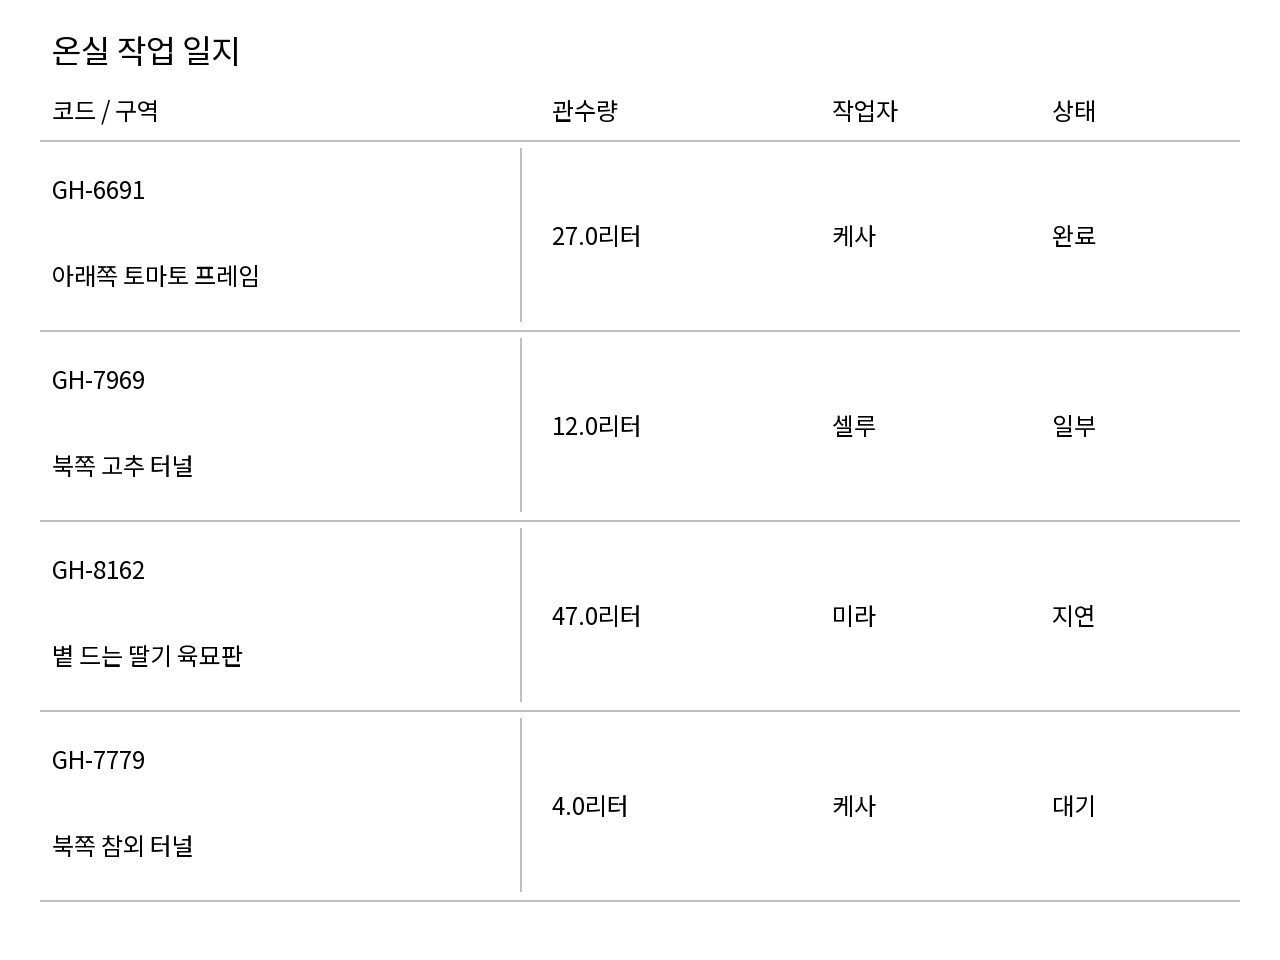 온실 작업 일지
코드 / 구역 관수량 작업자 상태
GH-6691
아래쪽 토마토 프레임
27.0리터 케사 완료
GH-7969
북쪽 고추 터널
12.0리터 셀루 일부
GH-8162
볕 드는 딸기 육묘판
47.0리터 미라 지연
GH-7779
북쪽 참외 터널
4.0리터 케사 대기